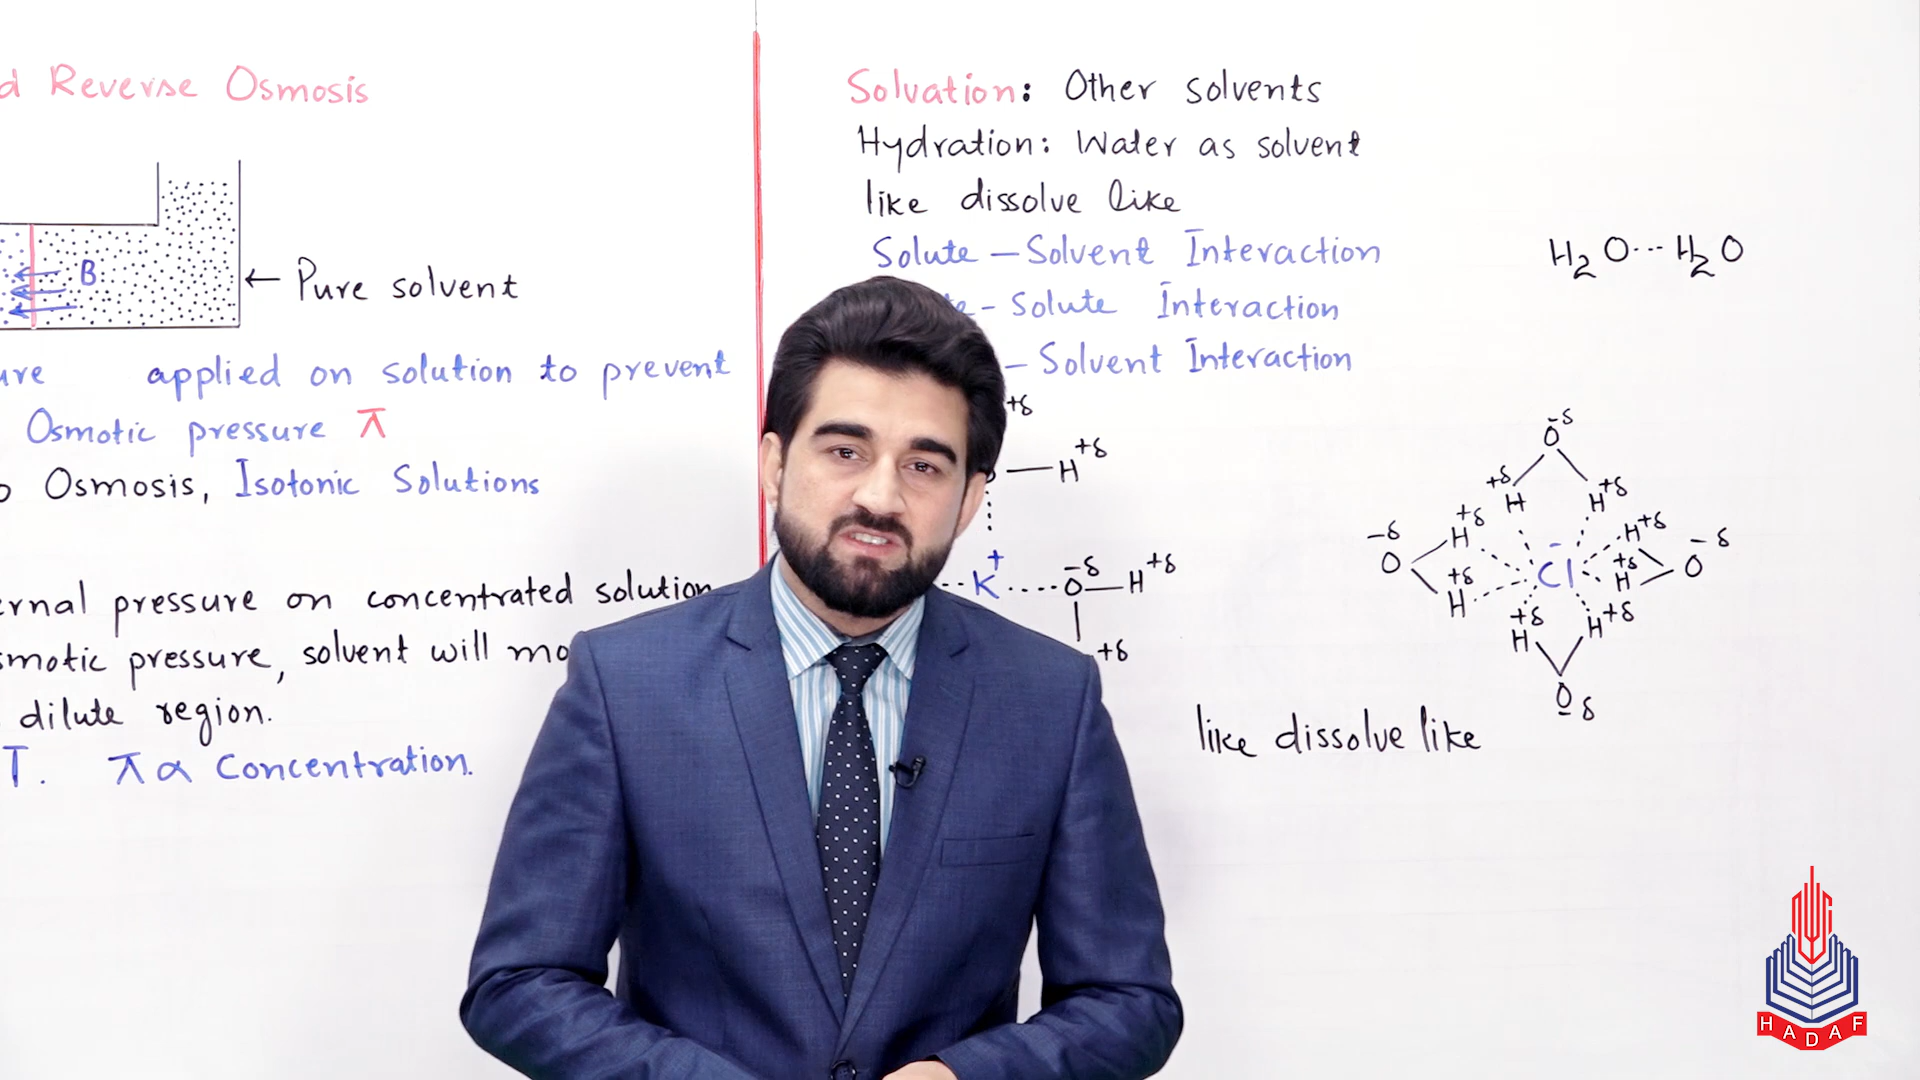 Reverse Osmosis
B
← Pure solvent
applied on solution to prevent
Osmotic pressure π
Osmosis, Isotonic Solutions
pressure on concentrated solution
pressure, solvent will
dilute region.
T. π α Concentration.
Solvation: Other solvents
Hydration: Water as solvent
like dissolve like
Solute – Solvent Interaction
- Solute Interaction
- Solvent Interaction
H₂O --- H₂O
+δ
H+δ
K+ ---- O-δ — H+δ
+δ
O-δ
+δ H H+δ
-δ O H+δ H+δ O-δ
Cl-
H+δ H+δ
H+δ H+δ
O-δ
like dissolve like
HADAF